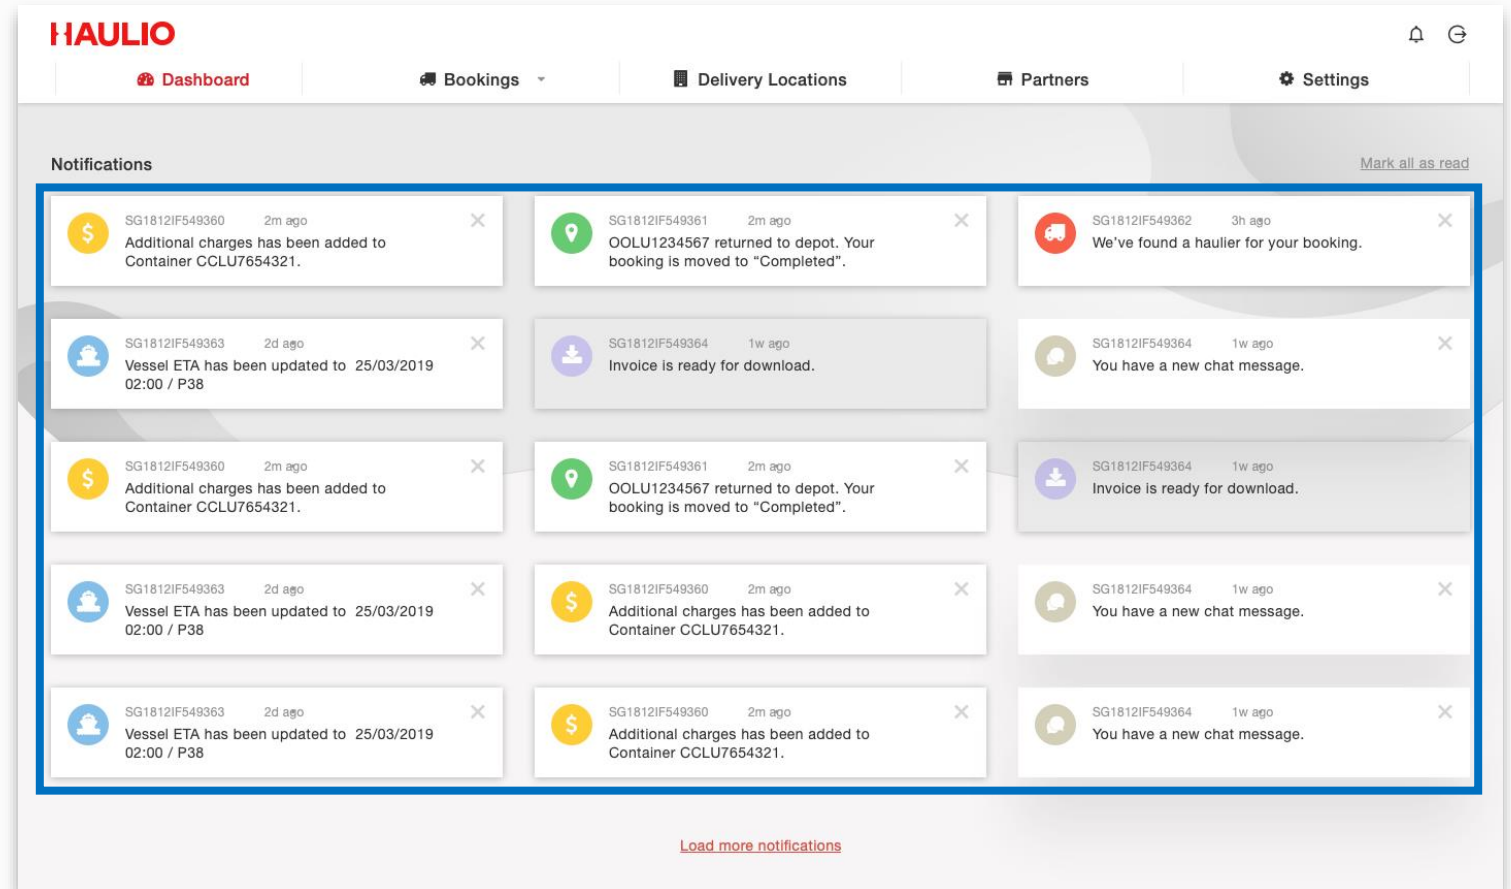 HAULIO
Dashboard
Bookings
Delivery Locations
Partners
Settings
Notifications
Mark all as read
SG1812IF549360 2m ago
Additional charges has been added to
Container CCLU7654321.
SG1812IF549361 2m ago
OOLU1234567 returned to depot. Your
booking is moved to “Completed”.
SG1812IF549362 3h ago
We’ve found a haulier for your booking.
SG1812IF549363 2d ago
Vessel ETA has been updated to 25/03/2019
02:00 / P38
SG1812IF549364 1w ago
Invoice is ready for download.
SG1812IF549364 1w ago
You have a new chat message.
SG1812IF549360 2m ago
Additional charges has been added to
Container CCLU7654321.
SG1812IF549361 2m ago
OOLU1234567 returned to depot. Your
booking is moved to “Completed”.
SG1812IF549364 1w ago
Invoice is ready for download.
SG1812IF549363 2d ago
Vessel ETA has been updated to 25/03/2019
02:00 / P38
SG1812IF549360 2m ago
Additional charges has been added to
Container CCLU7654321.
SG1812IF549364 1w ago
You have a new chat message.
SG1812IF549363 2d ago
Vessel ETA has been updated to 25/03/2019
02:00 / P38
SG1812IF549360 2m ago
Additional charges has been added to
Container CCLU7654321.
SG1812IF549364 1w ago
You have a new chat message.
Load more notifications